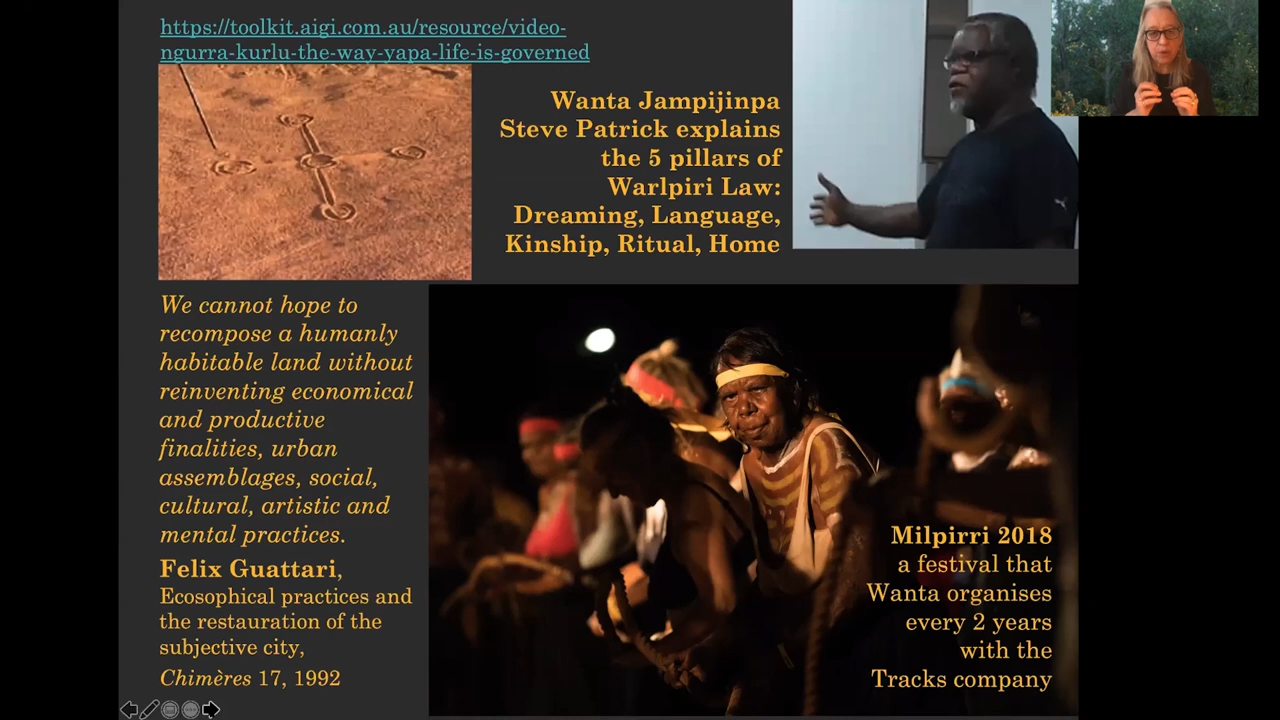 https://toolkit.aigi.com.au/resource/video-
ngurra-kurlu-the-way-yapa-life-is-governed
Wanta Jampijinpa
Steve Patrick explains
the 5 pillars of
Warlpiri Law:
Dreaming, Language,
Kinship, Ritual, Home
We cannot hope to
recompose a humanly
habitable land without
reinventing economical
and productive
finalities, urban
assemblages, social,
cultural, artistic and
mental practices.
Felix Guattari,
Ecosophical practices and
the restauration of the
subjective city,
Chimères 17, 1992
Milpirri 2018
a festival that
Wanta organises
every 2 years
with the
Tracks company